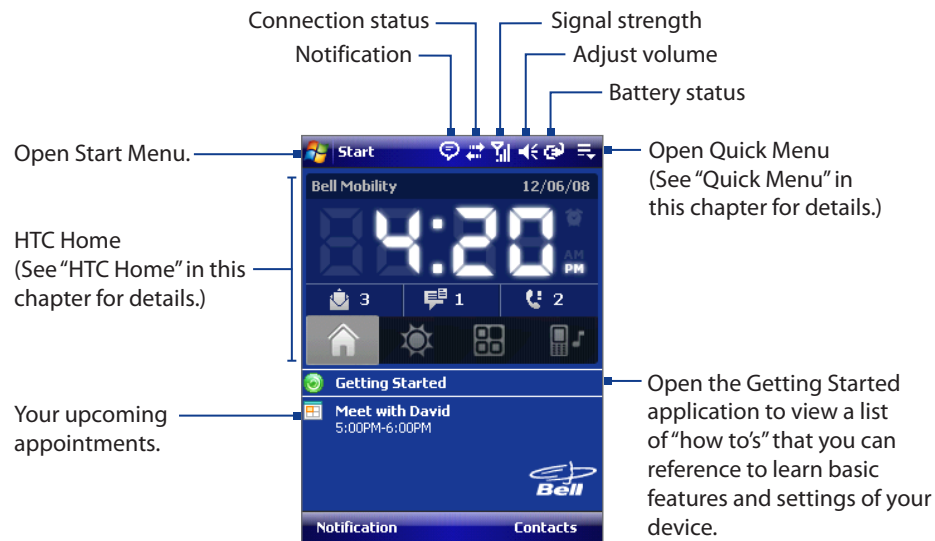 Connection status
Signal strength
Notification
Adjust volume
Battery status
Open Start Menu.
Start
Open Quick Menu
(See “Quick Menu” in
this chapter for details.)
Bell Mobility
12/06/08
4:20
AM
PM
HTC Home
(See “HTC Home” in this
chapter for details.)
3
1
2
Getting Started
Open the Getting Started
application to view a list
of “how to’s” that you can
reference to learn basic
features and settings of your
device.
Your upcoming
appointments.
Meet with David
5:00PM-6:00PM
Bell
Notification
Contacts